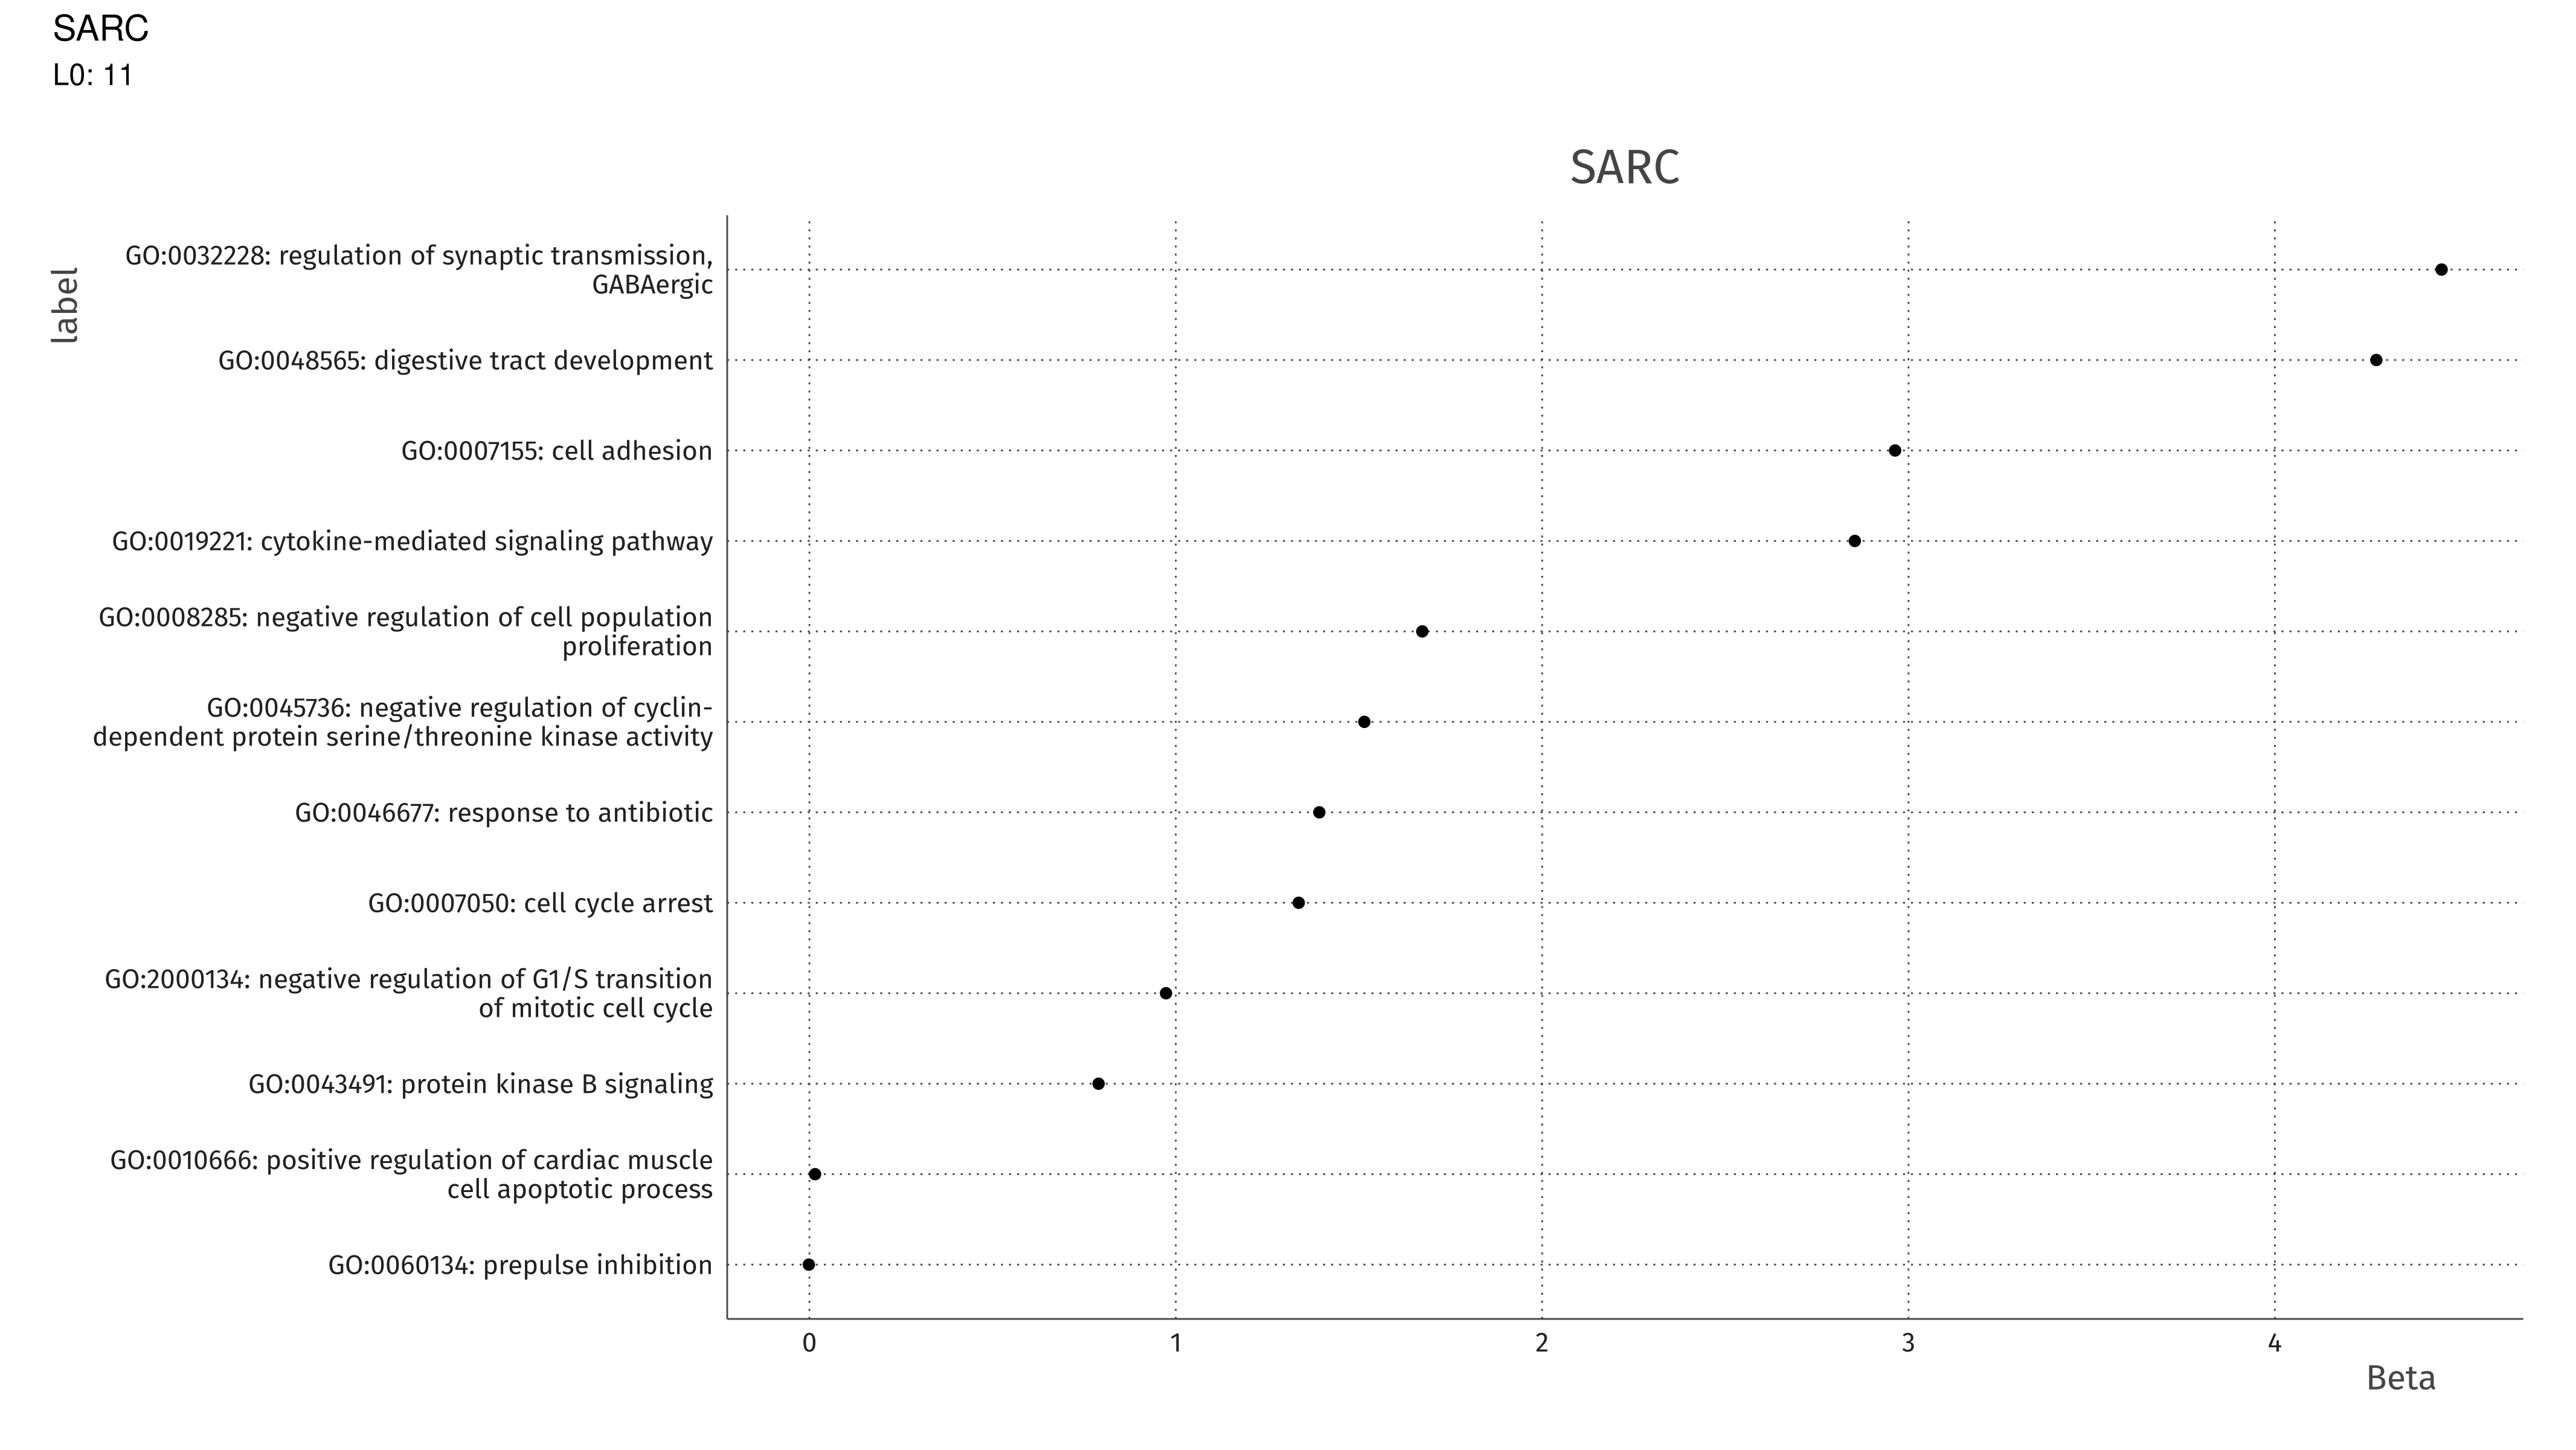 SARC
L0: 11
SARC
label
GO:0032228: regulation of synaptic transmission,
GABAergic
GO:0048565: digestive tract development
GO:0007155: cell adhesion
GO:0019221: cytokine-mediated signaling pathway
GO:0008285: negative regulation of cell population
proliferation
GO:0045736: negative regulation of cyclin-
dependent protein serine/threonine kinase activity
GO:0046677: response to antibiotic
GO:0007050: cell cycle arrest
GO:2000134: negative regulation of G1/S transition
of mitotic cell cycle
GO:0043491: protein kinase B signaling
GO:0010666: positive regulation of cardiac muscle
cell apoptotic process
GO:0060134: prepulse inhibition
0 1 2 3 4
Beta